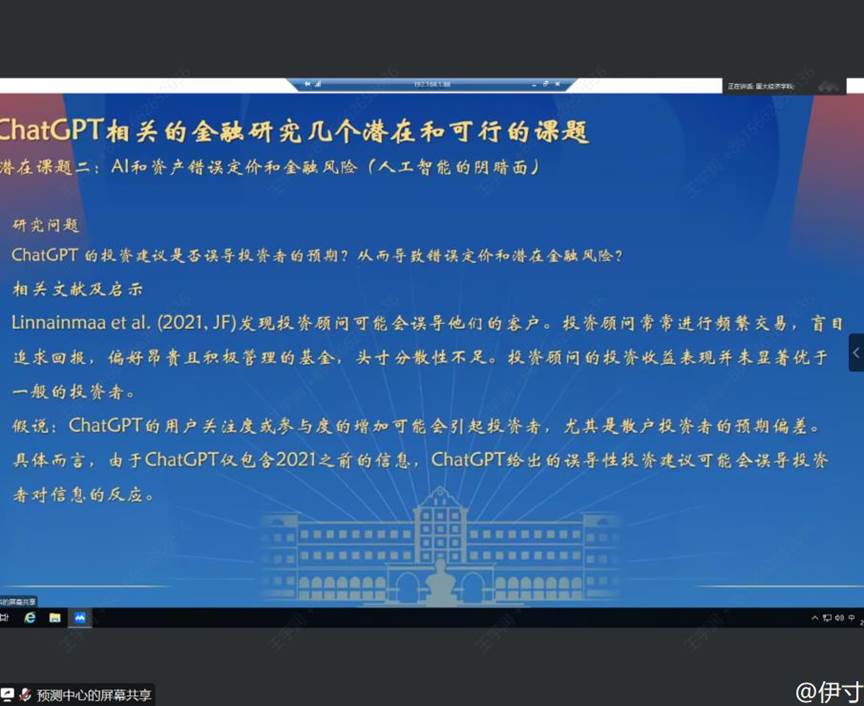 192.168.1.86
ChatGPT相关的金融研究几个潜在和可行的课题
潜在课题二：AI和资产错误定价和金融风险（人工智能的阴暗面）
研究问题
ChatGPT 的投资建议是否误导投资者的预期？从而导致错误定价和潜在金融风险？
相关文献及启示
Linnainmaa et al. (2021, JF)发现投资顾问可能会误导他们的客户。投资顾问常常进行频繁交易，盲目
追求回报，偏好昂贵且积极管理的基金，头寸分散性不足。投资顾问的投资收益表现并未显著优于
一般的投资者。
假说：ChatGPT的用户关注度或参与度的增加可能会引起投资者，尤其是散户投资者的预期偏差。
具体而言，由于ChatGPT仅包含2021之前的信息，ChatGPT给出的误导性投资建议可能会误导投资
者对信息的反应。
的屏幕共享
中
预测中心的屏幕共享
@伊寸